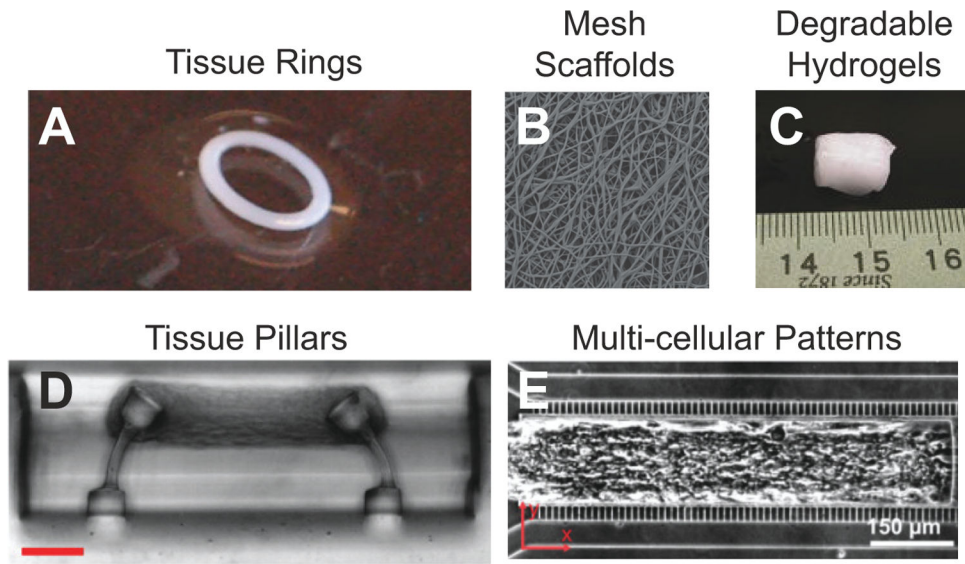 Tissue Rings
Mesh
Scaffolds
Degradable
Hydrogels
A
B
C
14 15 16
Since 1872
Tissue Pillars
Multi-cellular Patterns
D
E
y
x
150 μm